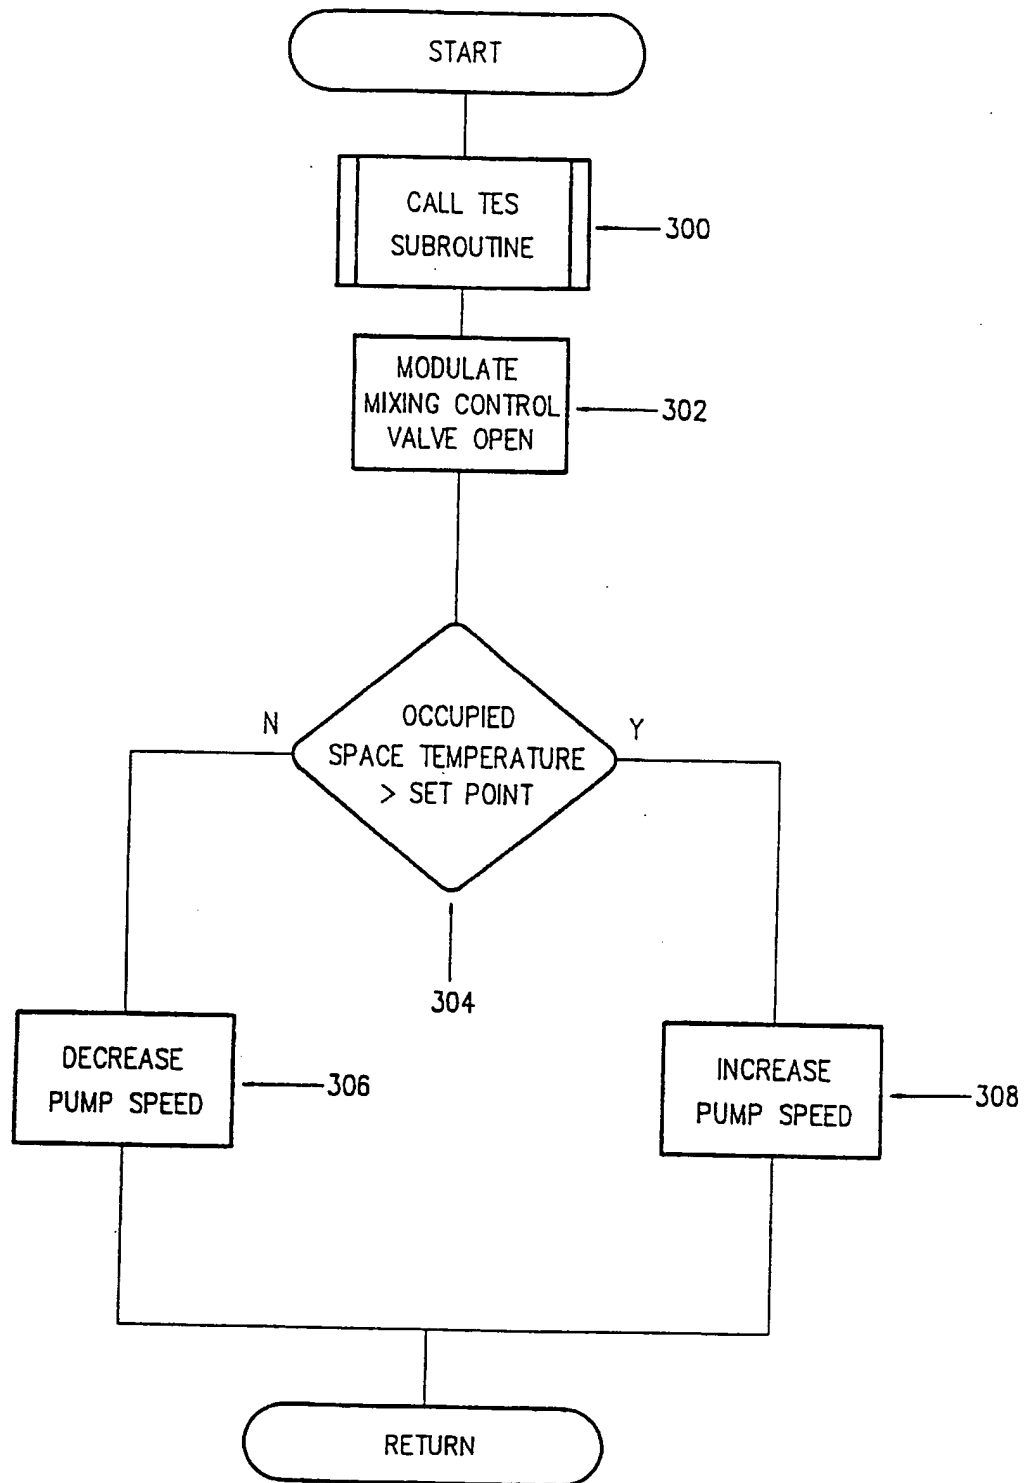 START
CALL TES
SUBROUTINE
300
MODULATE
MIXING CONTROL
VALVE OPEN
302
N
OCCUPIED
SPACE TEMPERATURE
> SET POINT
Y
304
DECREASE
PUMP SPEED
306
INCREASE
PUMP SPEED
308
RETURN